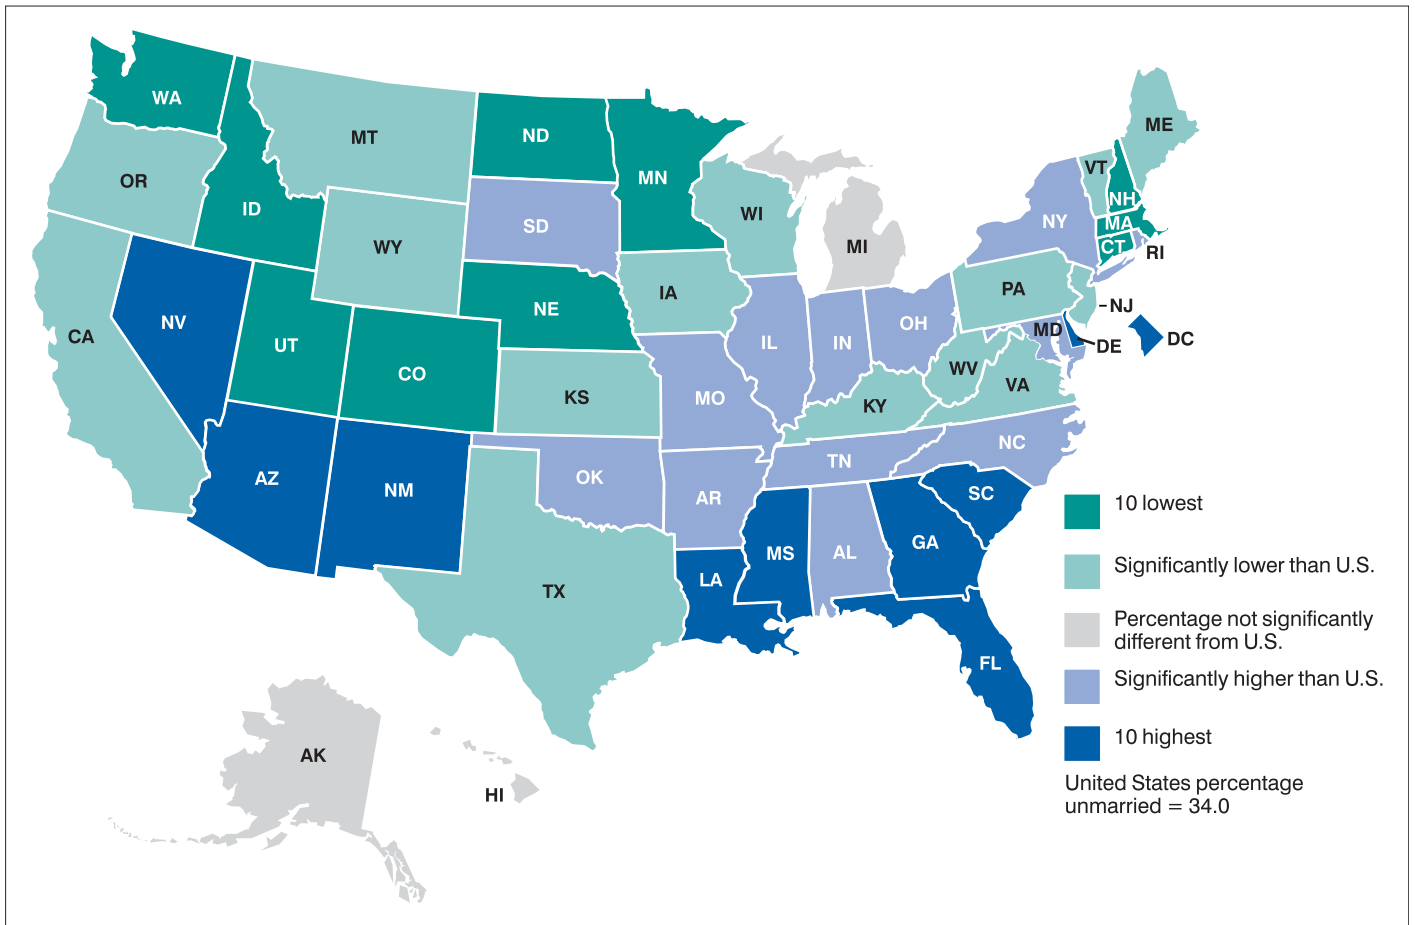 WA
MT
ND
MN
ME
OR
ID
SD
WI
VT
NH
NY
MA
CT
RI
WY
MI
IA
PA
NJ
NE
NV
CA
UT
CO
IL
IN
OH
MD
DE
DC
WV
VA
KS
MO
KY
NC
TN
AZ
NM
OK
AR
SC
GA
MS
AL
LA
TX
FL
AK
HI
10 lowest
Significantly lower than U.S.
Percentage not significantly
different from U.S.
Significantly higher than U.S.
10 highest
United States percentage
unmarried = 34.0